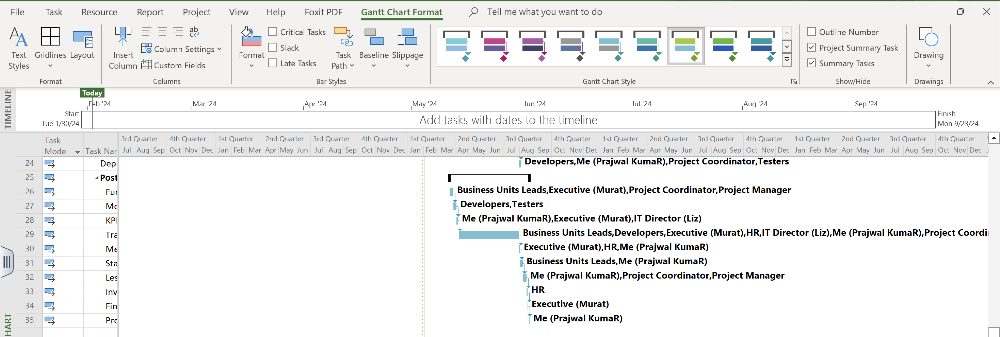 File Task Resource Report Project View Help Foxit PDF Gantt Chart Format Tell me what you want to do
Text Styles
Gridlines
Layout
Format
Insert Column
ab
c
Column Settings
Custom Fields
Columns
Format
Critical Tasks
Slack
Late Tasks
Task Path
Baseline
Slippage
Bar Styles
Gantt Chart Style
Outline Number
Project Summary Task
Summary Tasks
Show/Hide
Drawing
Drawings
TIMELINE
Today
Feb '24 Mar '24 Apr '24 May '24 Jun '24 Jul '24 Aug '24 Sep '24
Start
Tue 1/30/24
Add tasks with dates to the timeline
Finish
Mon 9/23/24
Task Mode
Task Nar
3rd Quarter 4th Quarter 1st Quarter 2nd Quarter 3rd Quarter 4th Quarter 1st Quarter 2nd Quarter 3rd Quarter 4th Quarter 1st Quarter 2nd Quarter 3rd Quarter 4th Quarter 1st Quarter 2nd Quarter 3rd Quarter 4th Quarter
Jul Aug Sep Oct Nov Dec Jan Feb Mar Apr May Jun Jul Aug Sep Oct Nov Dec Jan Feb Mar Apr May Jun Jul Aug Sep Oct Nov Dec Jan Feb Mar Apr May Jun Jul Aug Sep Oct Nov Dec Jan Feb Mar Apr May Jun Jul Aug Sep Oct Nov Dec
24 Depl Developers,Me (Prajwal KumaR),Project Coordinator,Testers
25 Post
26 Fur Business Units Leads,Executive (Murat),Project Coordinator,Project Manager
27 Mo Developers,Testers
28 KPI Me (Prajwal KumaR),Executive (Murat),IT Director (Liz)
29 Tra Business Units Leads,Developers,Executive (Murat),HR,IT Director (Liz),Me (Prajwal KumaR),Project Coordi
30 Me Executive (Murat),HR,Me (Prajwal KumaR)
31 Sta Business Units Leads,Me (Prajwal KumaR)
32 Les Me (Prajwal KumaR),Project Coordinator,Project Manager
33 Inv HR
34 Fin Executive (Murat)
35 Pro Me (Prajwal KumaR)
HART